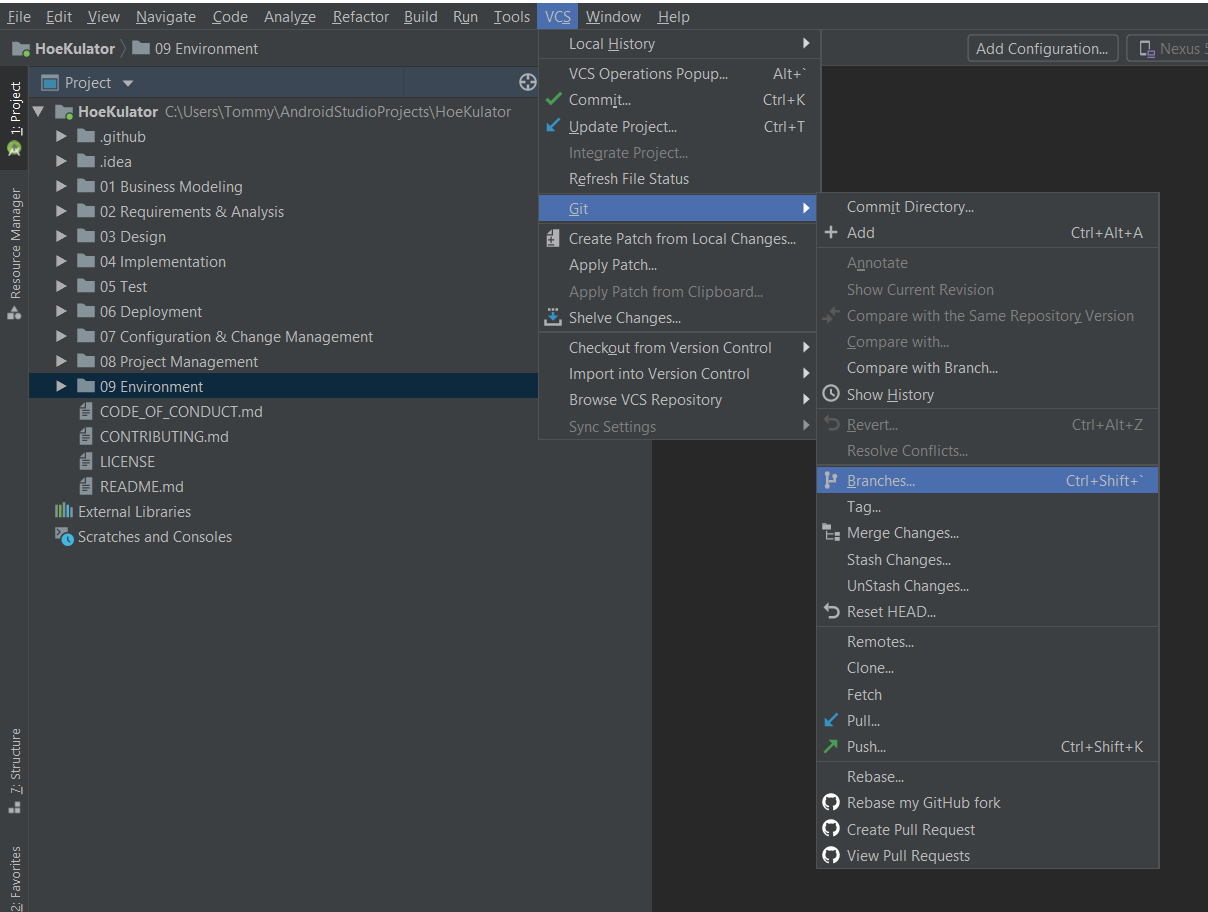 File Edit View Navigate Code Analyze Refactor Build Run Tools VCS Window Help
HoeKulator 09 Environment
Add Configuration...
Nexus 5
Project
1: Project
Resource Manager
7: Structure
2: Favorites
HoeKulator C:\Users\Tommy\AndroidStudioProjects\HoeKulator
.github
.idea
01 Business Modeling
02 Requirements & Analysis
03 Design
04 Implementation
05 Test
06 Deployment
07 Configuration & Change Management
08 Project Management
09 Environment
CODE_OF_CONDUCT.md
CONTRIBUTING.md
LICENSE
README.md
External Libraries
Scratches and Consoles
Local History
VCS Operations Popup... Alt+`
Commit... Ctrl+K
Update Project... Ctrl+T
Integrate Project...
Refresh File Status
Git
Create Patch from Local Changes...
Apply Patch...
Apply Patch from Clipboard...
Shelve Changes...
Checkout from Version Control
Import into Version Control
Browse VCS Repository
Sync Settings
Commit Directory...
Add Ctrl+Alt+A
Annotate
Show Current Revision
Compare with the Same Repository Version
Compare with...
Compare with Branch...
Show History
Revert... Ctrl+Alt+Z
Resolve Conflicts...
Branches... Ctrl+Shift+`
Tag...
Merge Changes...
Stash Changes...
UnStash Changes...
Reset HEAD...
Remotes...
Clone...
Fetch
Pull...
Push... Ctrl+Shift+K
Rebase...
Rebase my GitHub fork
Create Pull Request
View Pull Requests